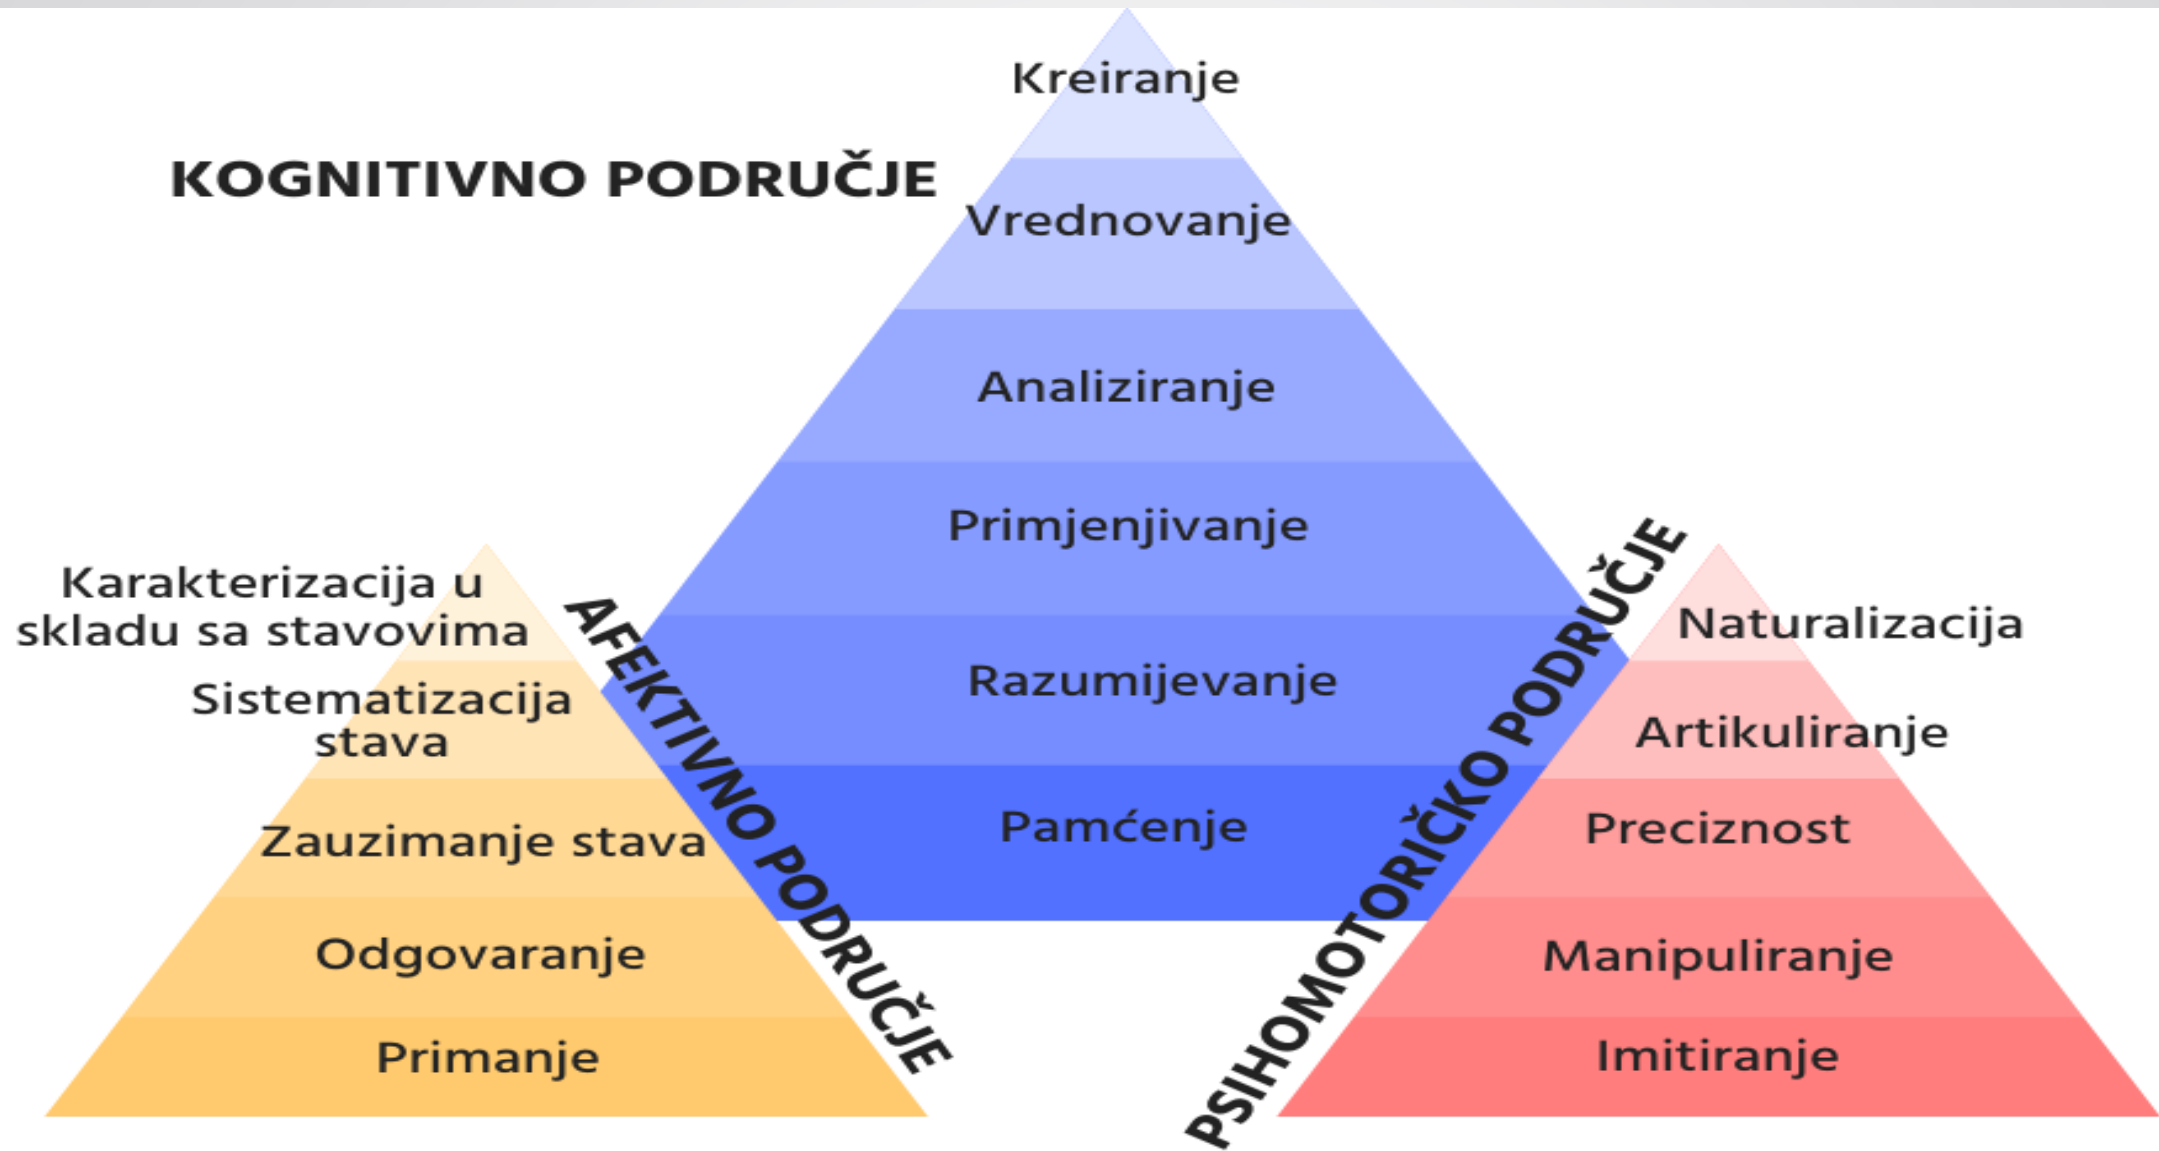 KOGNITIVNO PODRUČJE
Kreiranje
Vrednovanje
Analiziranje
Primjenjivanje
Razumijevanje
Pamćenje
AFEKTIVNO PODRUČJE
Karakterizacija u
skladu sa stavovima
Sistematizacija
stava
Zauzimanje stava
Odgovaranje
Primanje
PSIHOMOTORIČKO PODRUČJE
Naturalizacija
Artikuliranje
Preciznost
Manipuliranje
Imitiranje